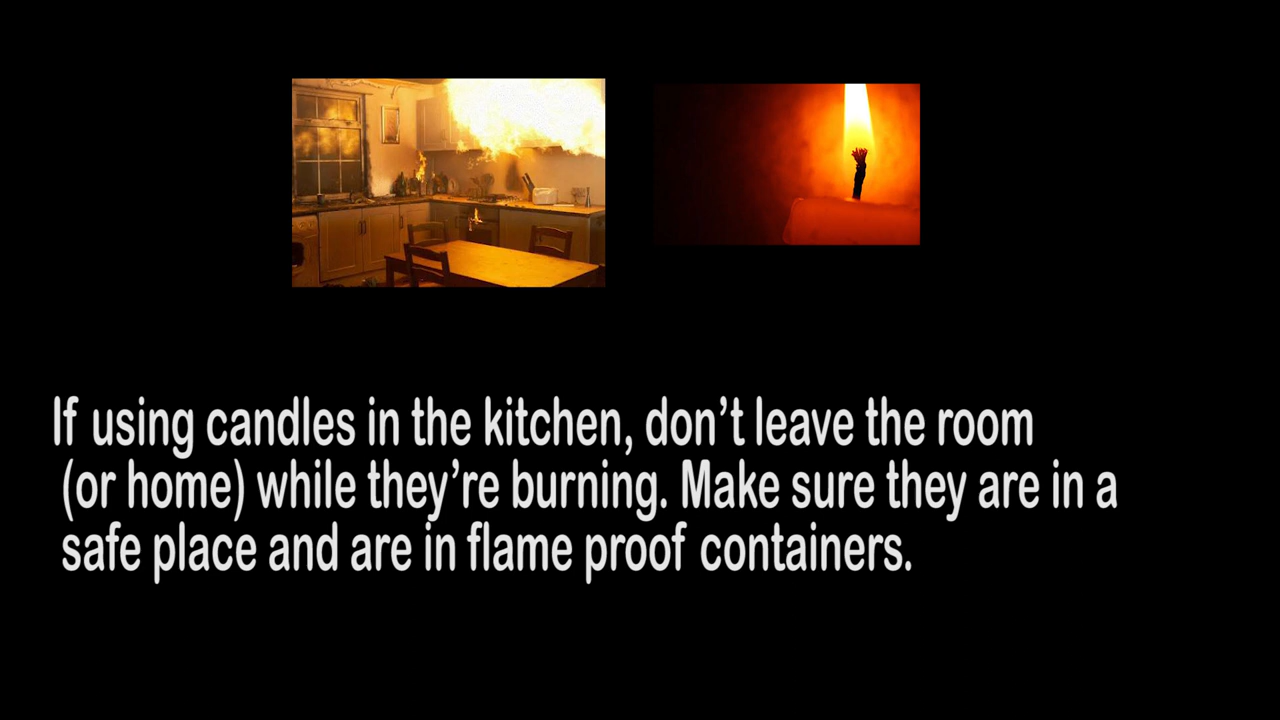 If using candles in the kitchen, don’t leave the room
(or home) while they’re burning. Make sure they are in a
safe place and are in flame proof containers.